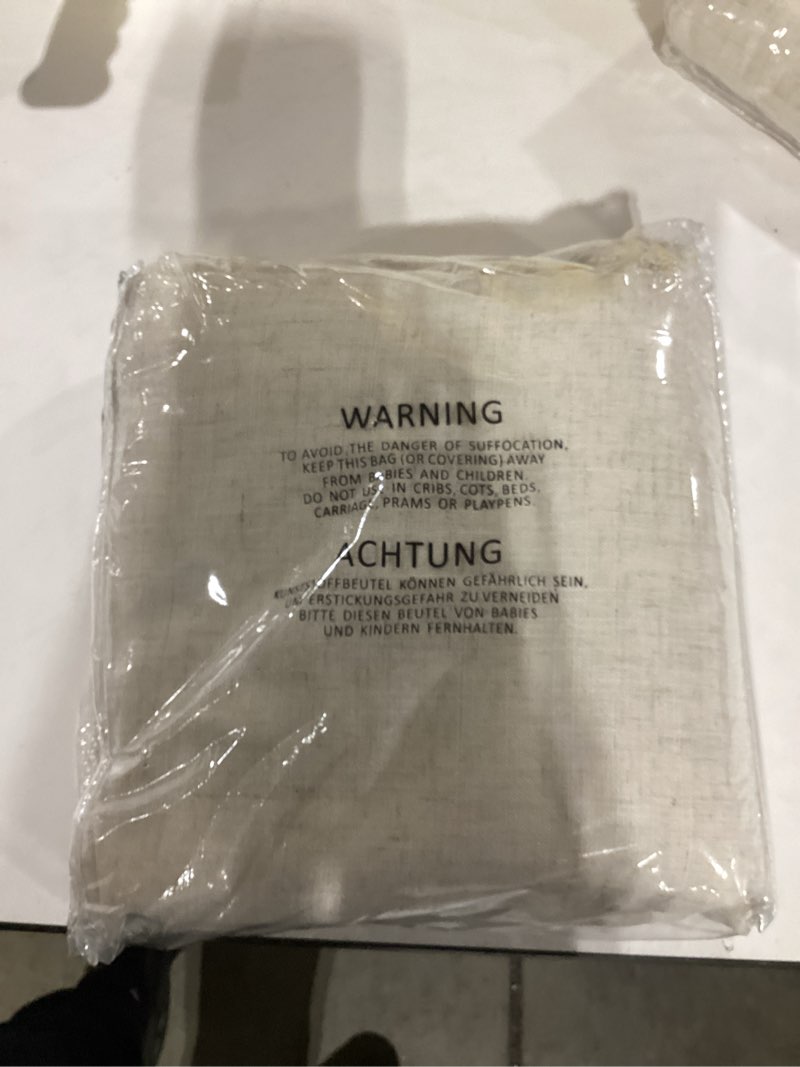 WARNING
TO AVOID THE DANGER OF SUFFOCATION,
KEEP THIS BAG (OR COVERING) AWAY
FROM BABIES AND CHILDREN.
DO NOT USE IN CRIBS, COTS, BEDS,
CARRIAGE, PRAMS OR PLAYPENS.
ACHTUNG
KUNSTSTOFFBEUTEL KÖNNEN GEFÄHRLICH SEIN,
UM ERSTICKUNGSGEFAHR ZU VERNEIDEN
BITTE DIESEN BEUTEL VON BABIES
UND KINDERN FERNHALTEN.